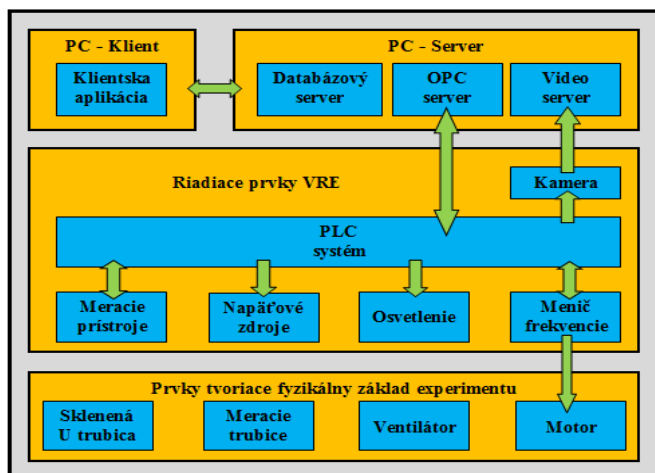 PC - Klient
PC - Server
Klientska
aplikácia
Databázový
server
OPC
server
Video
server
Riadiace prvky VRE
Kamera
PLC
systém
Meracie
prístroje
Napäťové
zdroje
Osvetlenie
Menič
frekvencie
Prvky tvoriace fyzikálny základ experimentu
Sklenená
U trubica
Meracie
trubice
Ventilátor
Motor